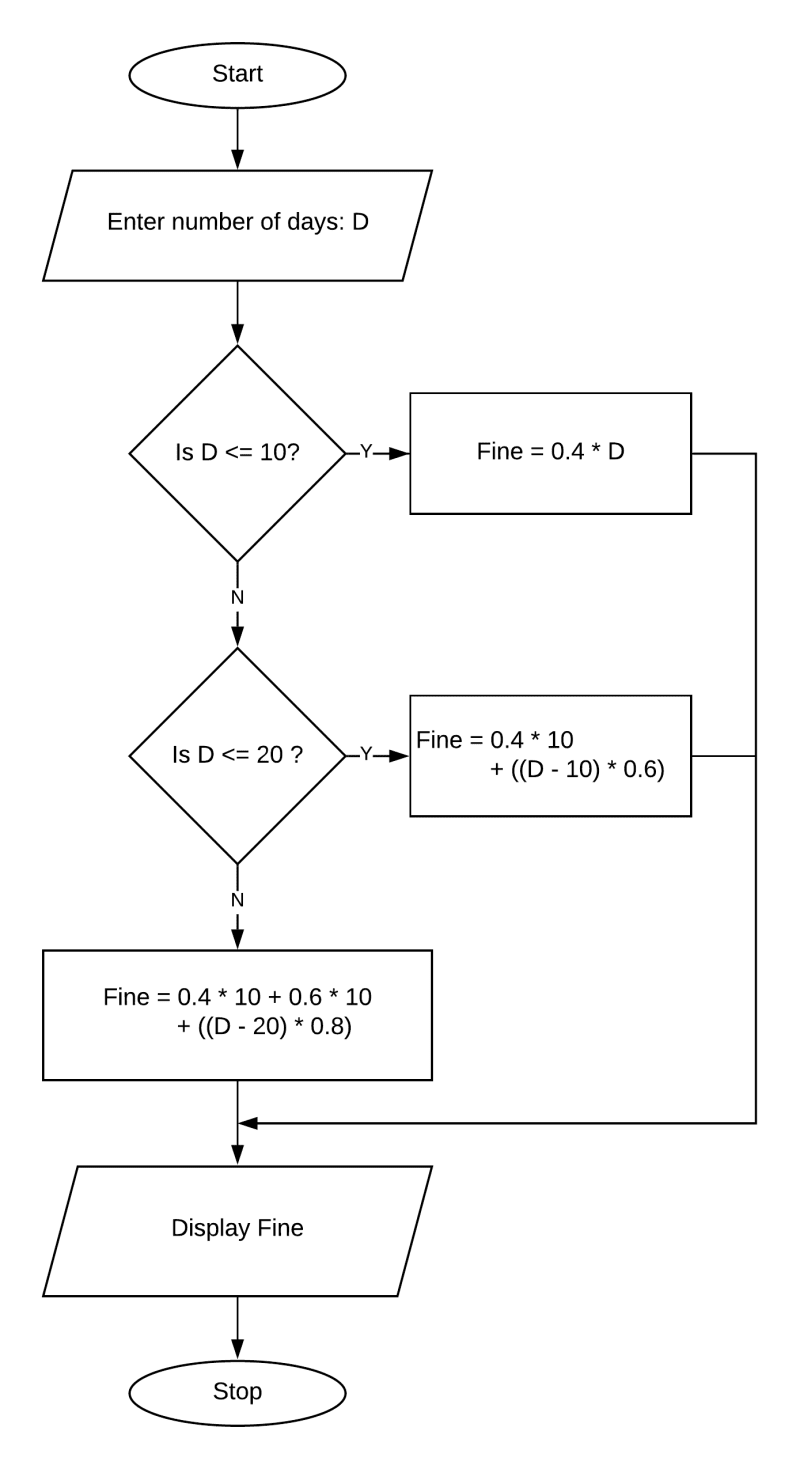 Start
Enter number of days: D
Is D <= 10?
Y
Fine = 0.4 * D
N
Is D <= 20 ?
Y
Fine = 0.4 * 10
+ ((D - 10) * 0.6)
N
Fine = 0.4 * 10 + 0.6 * 10
+ ((D - 20) * 0.8)
Display Fine
Stop